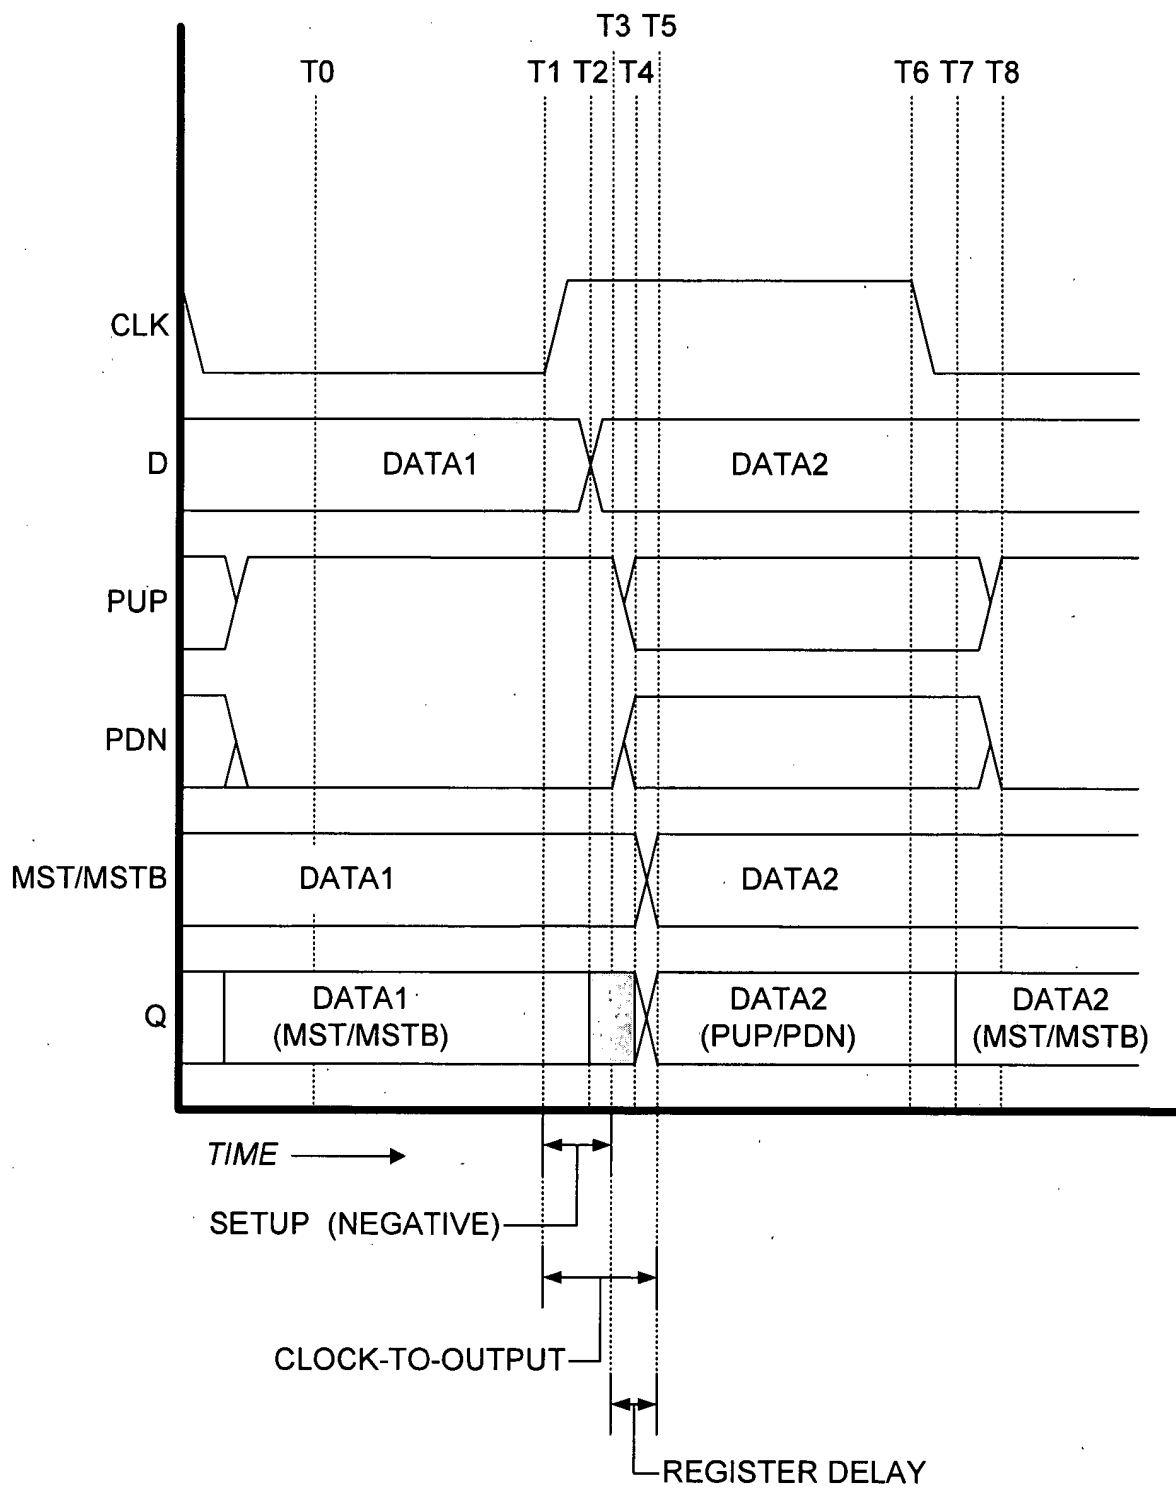 T3 T5
T0 T1 T2 T4 T6 T7 T8
CLK
D DATA1 DATA2
PUP
PDN
MST/MSTB DATA1 DATA2
Q DATA1 DATA2 DATA2
(MST/MSTB) (PUP/PDN) (MST/MSTB)
TIME
SETUP (NEGATIVE)
CLOCK-TO-OUTPUT
REGISTER DELAY